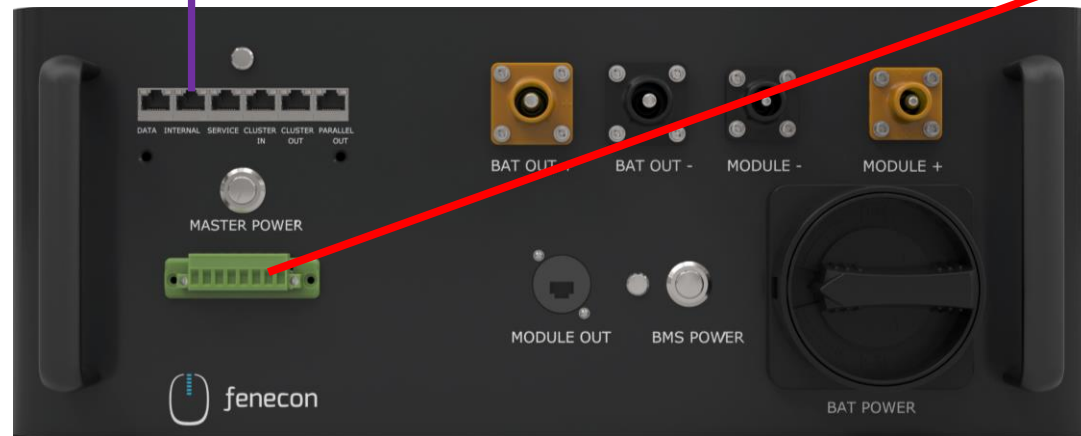 DATA INTERNAL SERVICE CLUSTER IN CLUSTER OUT PARALLEL OUT
BAT OUT
BAT OUT -
MODULE -
MODULE +
MASTER POWER
MODULE OUT
BMS POWER
fenecon
BAT POWER